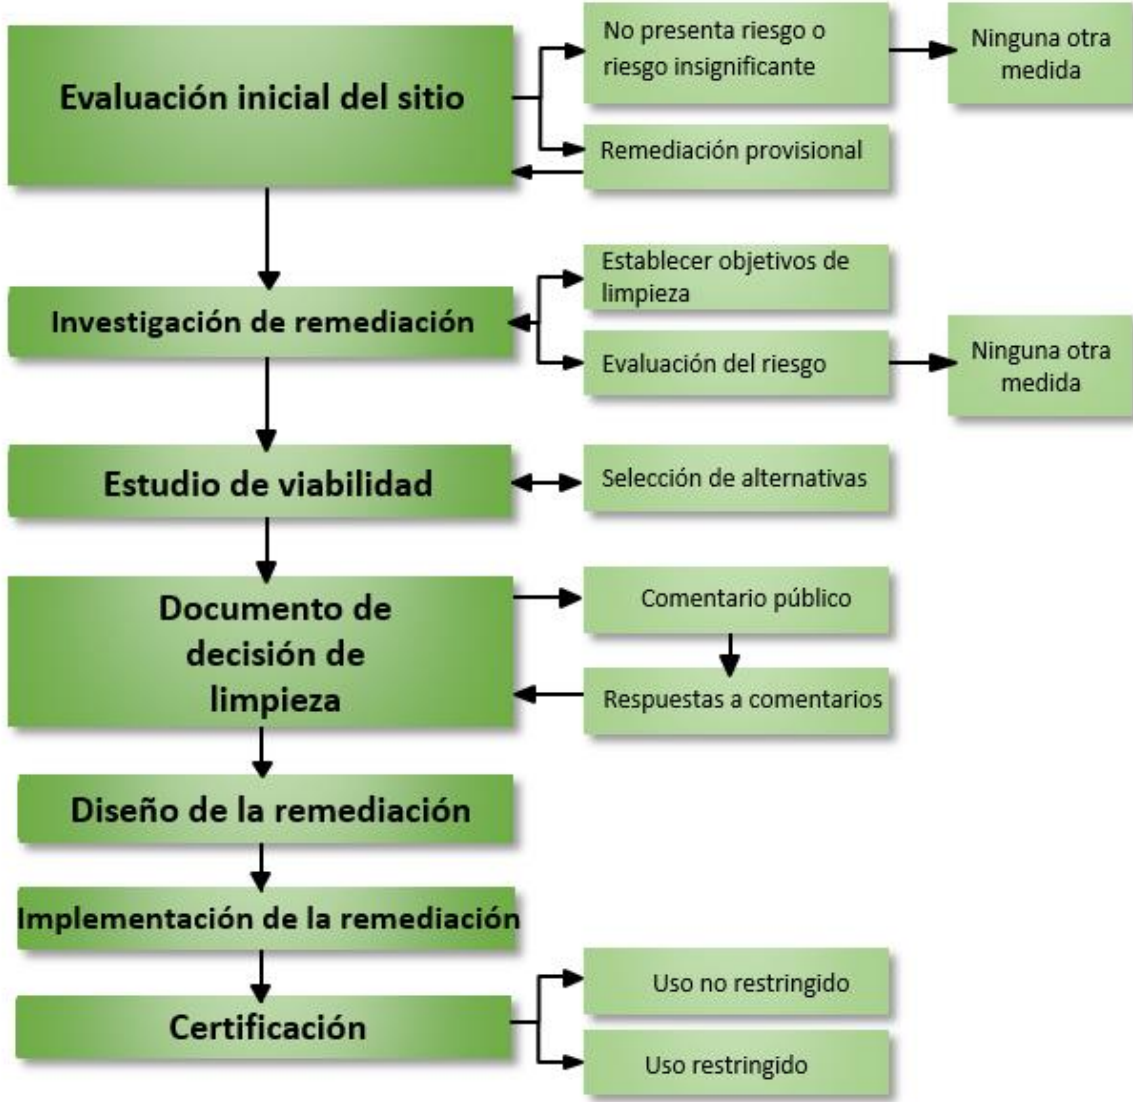 Evaluación inicial del sitio
No presenta riesgo o
riesgo insignificante
Ninguna otra
medida
Remediación provisional
Investigación de remediación
Establecer objetivos de
limpieza
Evaluación del riesgo
Ninguna otra
medida
Estudio de viabilidad
Selección de alternativas
Documento de
decisión de
limpieza
Comentario público
Respuestas a comentarios
Diseño de la remediación
Implementación de la remediación
Certificación
Uso no restringido
Uso restringido